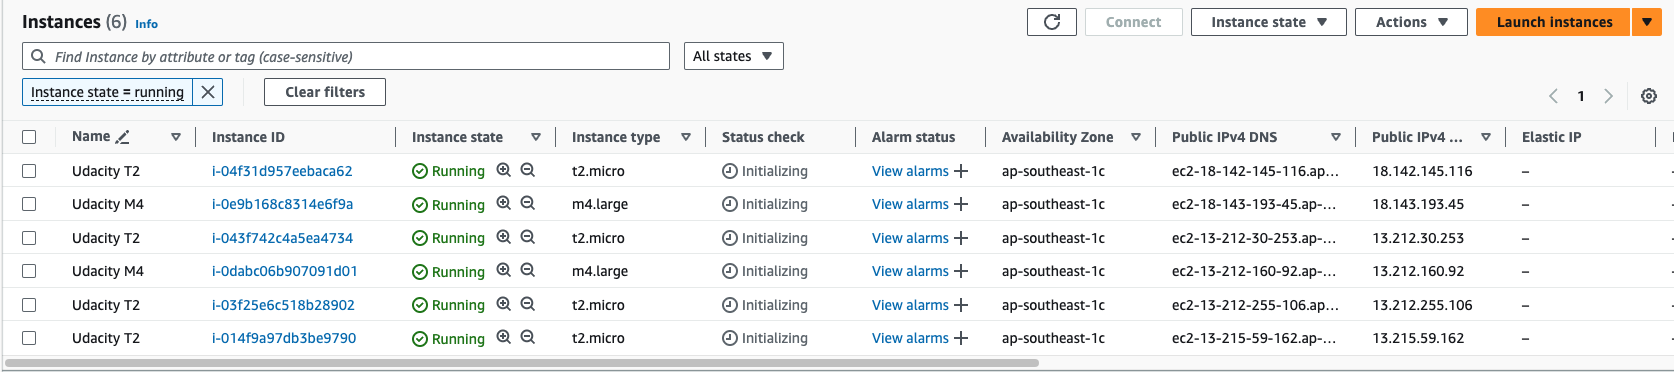 Instances (6) Info
Connect Instance state Actions Launch instances
Find Instance by attribute or tag (case-sensitive) All states
Instance state = running Clear filters
1
Name Instance ID Instance state Instance type Status check Alarm status Availability Zone Public IPv4 DNS Public IPv4 ... Elastic IP
Udacity T2 i-04f31d957eebaca62 Running t2.micro Initializing View alarms ap-southeast-1c ec2-18-142-145-116.ap... 18.142.145.116 –
Udacity M4 i-0e9b168c8314e6f9a Running m4.large Initializing View alarms ap-southeast-1c ec2-18-143-193-45.ap-... 18.143.193.45 –
Udacity T2 i-043f742c4a5ea4734 Running t2.micro Initializing View alarms ap-southeast-1c ec2-13-212-30-253.ap-... 13.212.30.253 –
Udacity M4 i-0dabc06b907091d01 Running m4.large Initializing View alarms ap-southeast-1c ec2-13-212-160-92.ap-... 13.212.160.92 –
Udacity T2 i-03f25e6c518b28902 Running t2.micro Initializing View alarms ap-southeast-1c ec2-13-212-255-106.ap... 13.212.255.106 –
Udacity T2 i-014f9a97db3be9790 Running t2.micro Initializing View alarms ap-southeast-1c ec2-13-215-59-162.ap-... 13.215.59.162 –